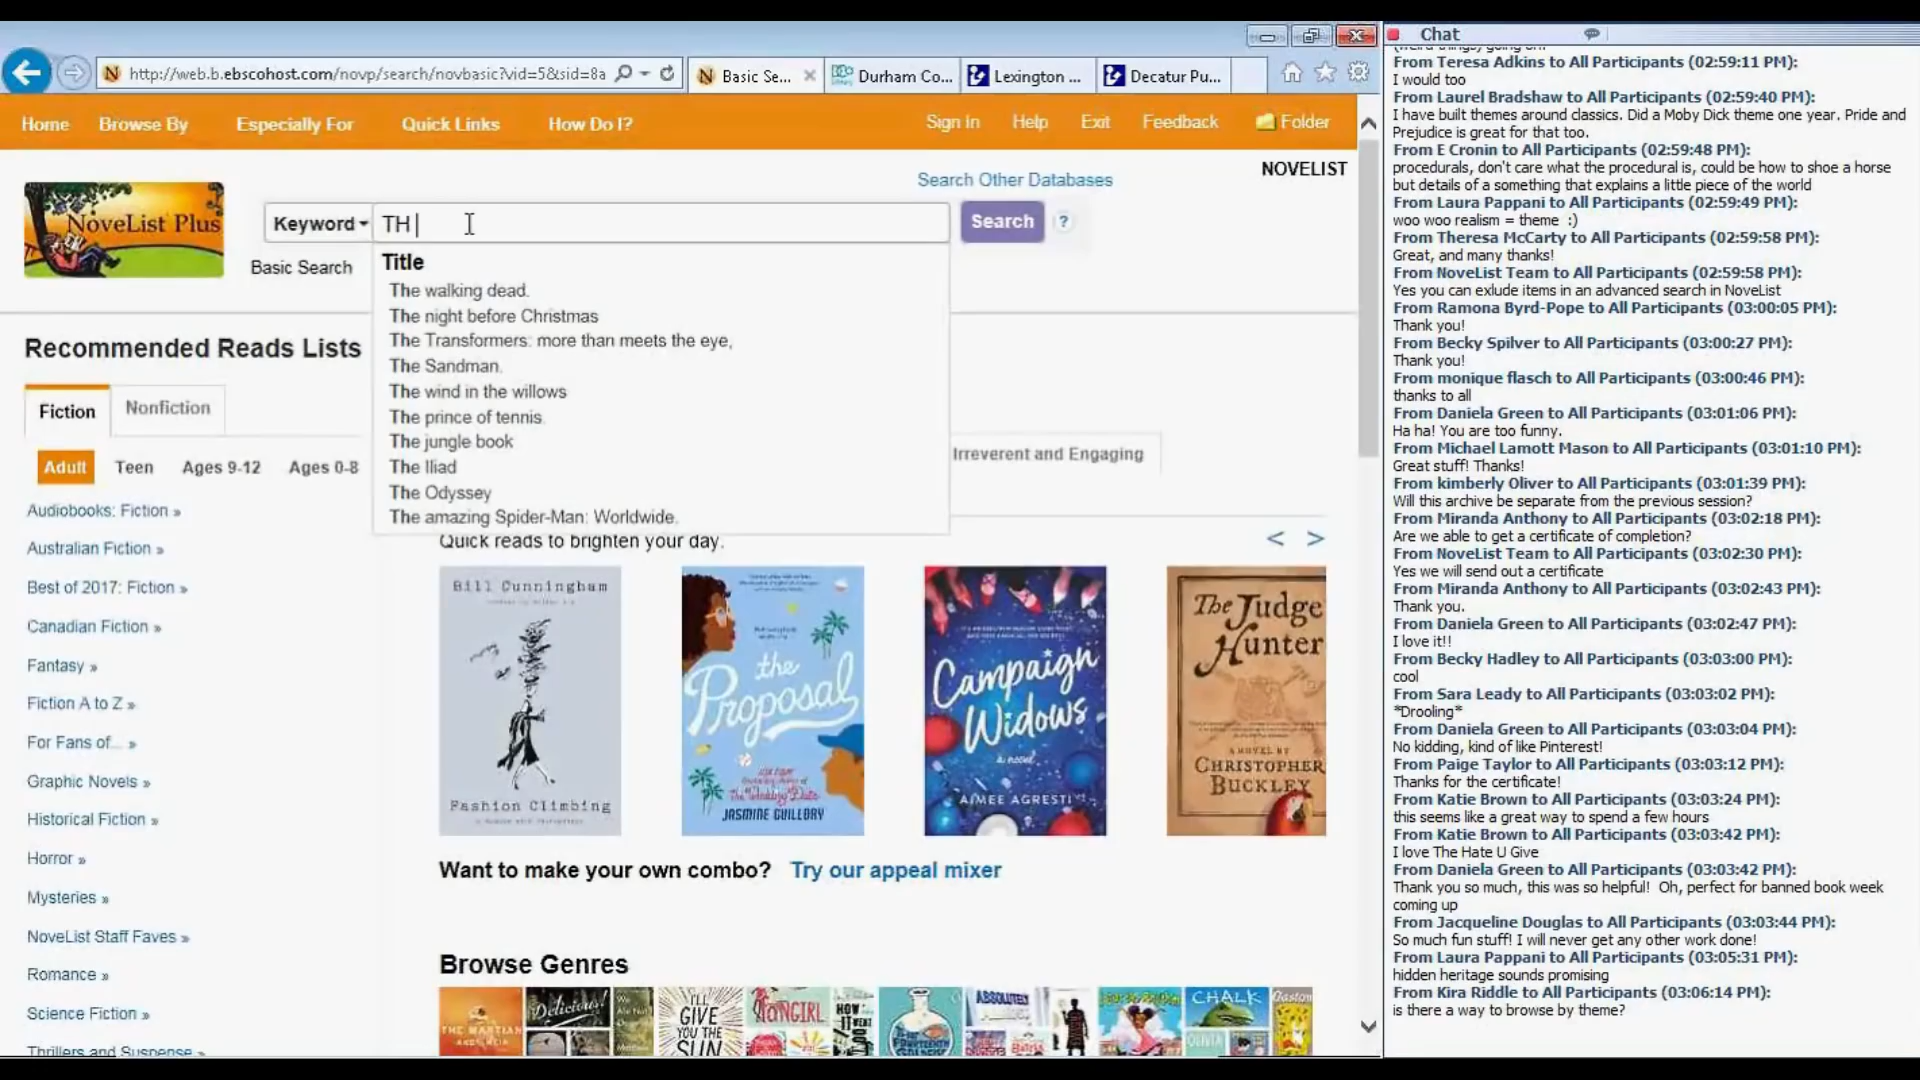 http://web.b.ebscohost.com/novp/search/novbasic?vid=5&sid=8a
Basic Se...
Durham Co...
Lexington ...
Decatur Pu...
Home
Browse By
Especially For
Quick Links
How Do I?
Sign In
Help
Exit
Feedback
Folder
NOVELIST
Search Other Databases
NoveList Plus
Keyword
TH
Search
?
Basic Search
Title
The walking dead.
The night before Christmas
The Transformers: more than meets the eye,
The Sandman.
The wind in the willows
The prince of tennis.
The jungle book
The Iliad
The Odyssey
The amazing Spider-Man: Worldwide.
Recommended Reads Lists
Fiction
Nonfiction
Adult
Teen
Ages 9-12
Ages 0-8
Audiobooks: Fiction »
Australian Fiction »
Best of 2017: Fiction »
Canadian Fiction »
Fantasy »
Fiction A to Z »
For Fans of... »
Graphic Novels »
Historical Fiction »
Horror »
Mysteries »
NoveList Staff Faves »
Romance »
Science Fiction »
Thrillers and Suspense »
Irreverent and Engaging
Quick reads to brighten your day.
< >
Bill Cunningham
Fashion Climbing
the
Proposal
The Wedding Date
JASMINE GUILLORY
Campaign
Widows
a novel
AIMEE AGRESTI
The Judge
Hunter
A NOVEL BY
CHRISTOPHER
BUCKLEY
Want to make your own combo? Try our appeal mixer
Browse Genres
THE MARTIAN
Delicious!
I'LL
GIVE
YOU THE
SUN
FANGIRL
ABSOLUTELY
CHALK
Gaston
OLIVIA
Chat
From Teresa Adkins to All Participants (02:59:11 PM):
I would too
From Laurel Bradshaw to All Participants (02:59:40 PM):
I have built themes around classics. Did a Moby Dick theme one year. Pride and
Prejudice is great for that too.
From E Cronin to All Participants (02:59:48 PM):
procedurals, don't care what the procedural is, could be how to shoe a horse
but details of a something that explains a little piece of the world
From Laura Pappani to All Participants (02:59:49 PM):
woo woo realism = theme :)
From Theresa McCarty to All Participants (02:59:58 PM):
Great, and many thanks!
From NoveList Team to All Participants (02:59:58 PM):
Yes you can exlude items in an advanced search in NoveList
From Ramona Byrd-Pope to All Participants (03:00:05 PM):
Thank you!
From Becky Spilver to All Participants (03:00:27 PM):
Thank you!
From monique flasch to All Participants (03:00:46 PM):
thanks to all
From Daniela Green to All Participants (03:01:06 PM):
Ha ha! You are too funny.
From Michael Lamott Mason to All Participants (03:01:10 PM):
Great stuff! Thanks!
From kimberly Oliver to All Participants (03:01:39 PM):
Will this archive be separate from the previous session?
From Miranda Anthony to All Participants (03:02:18 PM):
Are we able to get a certificate of completion?
From NoveList Team to All Participants (03:02:30 PM):
Yes we will send out a certificate
From Miranda Anthony to All Participants (03:02:43 PM):
Thank you.
From Daniela Green to All Participants (03:02:47 PM):
I love it!!
From Becky Hadley to All Participants (03:03:00 PM):
cool
From Sara Leady to All Participants (03:03:02 PM):
*Drooling*
From Daniela Green to All Participants (03:03:04 PM):
No kidding, kind of like Pinterest!
From Paige Taylor to All Participants (03:03:12 PM):
Thanks for the certificate!
From Katie Brown to All Participants (03:03:24 PM):
this seems like a great way to spend a few hours
From Katie Brown to All Participants (03:03:42 PM):
I love The Hate U Give
From Daniela Green to All Participants (03:03:42 PM):
Thank you so much, this was so helpful! Oh, perfect for banned book week
coming up
From Jacqueline Douglas to All Participants (03:03:44 PM):
So much fun stuff! I will never get any other work done!
From Laura Pappani to All Participants (03:05:31 PM):
hidden heritage sounds promising
From Kira Riddle to All Participants (03:06:14 PM):
is there a way to browse by theme?